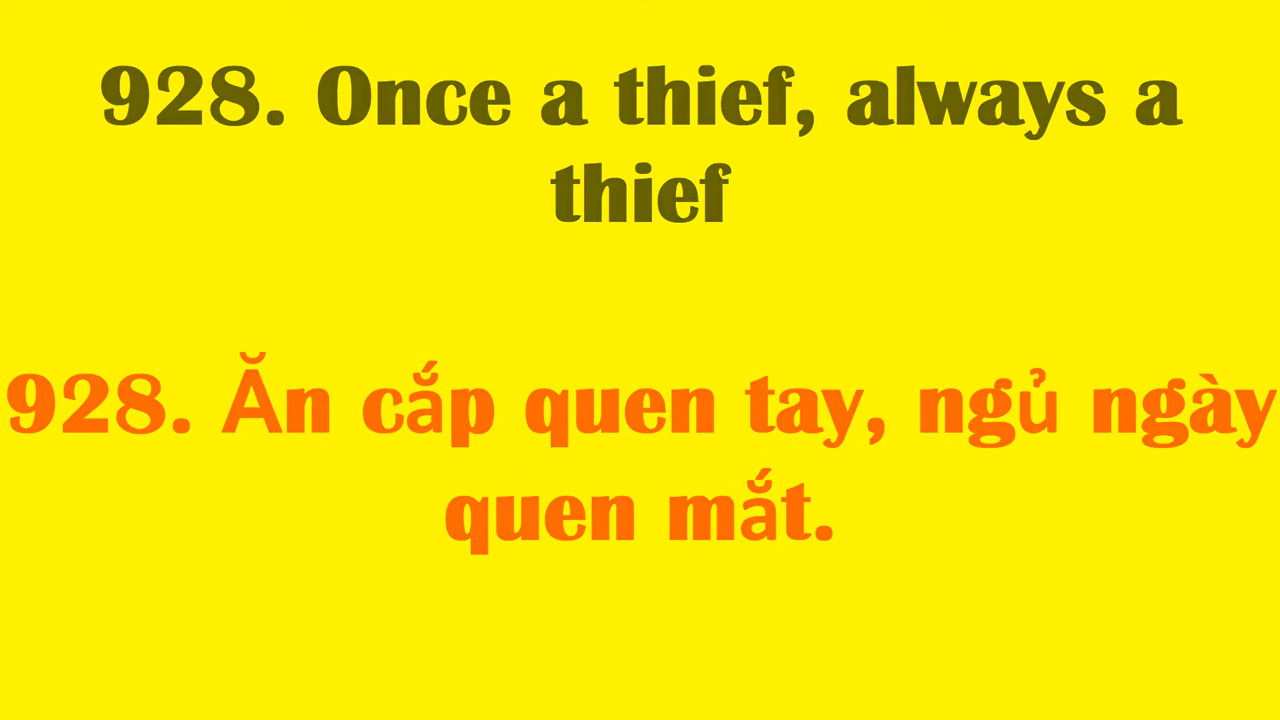 928. Once a thief, always a
thief
928. Ăn cắp quen tay, ngủ ngày
quen mắt.